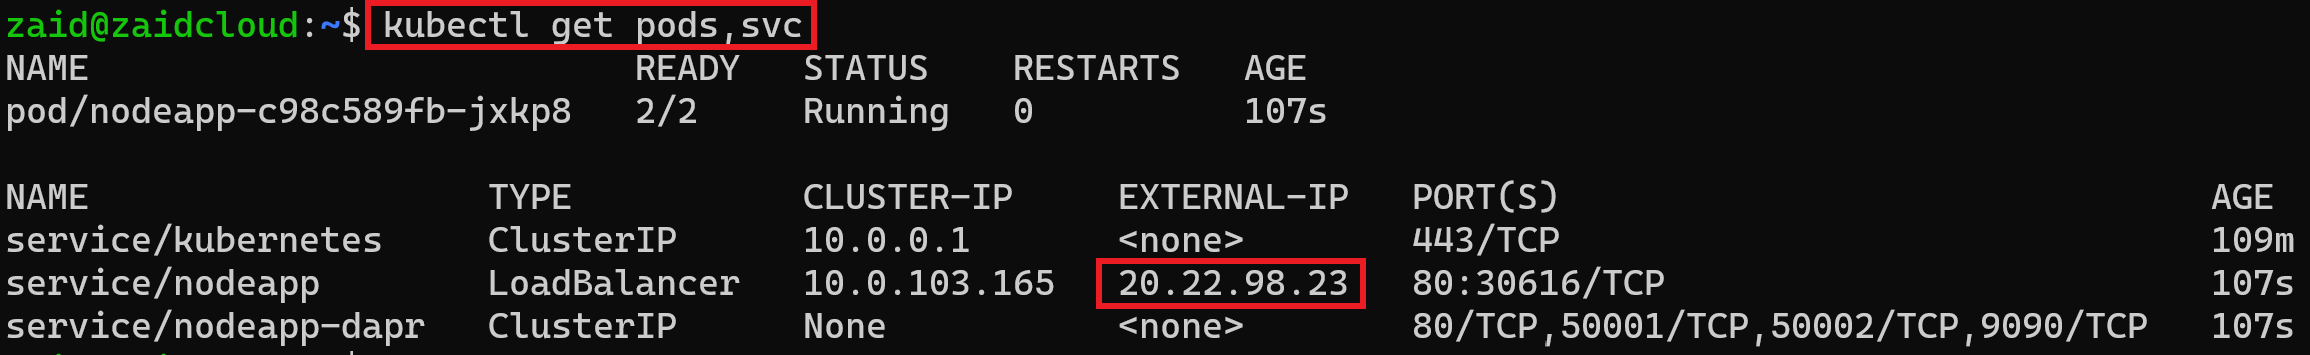 zaid@zaidcloud:~$ kubectl get pods,svc
NAME READY STATUS RESTARTS AGE
pod/nodeapp-c98c589fb-jxkp8 2/2 Running 0 107s
NAME TYPE CLUSTER-IP EXTERNAL-IP PORT(S) AGE
service/kubernetes ClusterIP 10.0.0.1 <none> 443/TCP 109m
service/nodeapp LoadBalancer 10.0.103.165 20.22.98.23 80:30616/TCP 107s
service/nodeapp-dapr ClusterIP None <none> 80/TCP,50001/TCP,50002/TCP,9090/TCP 107s